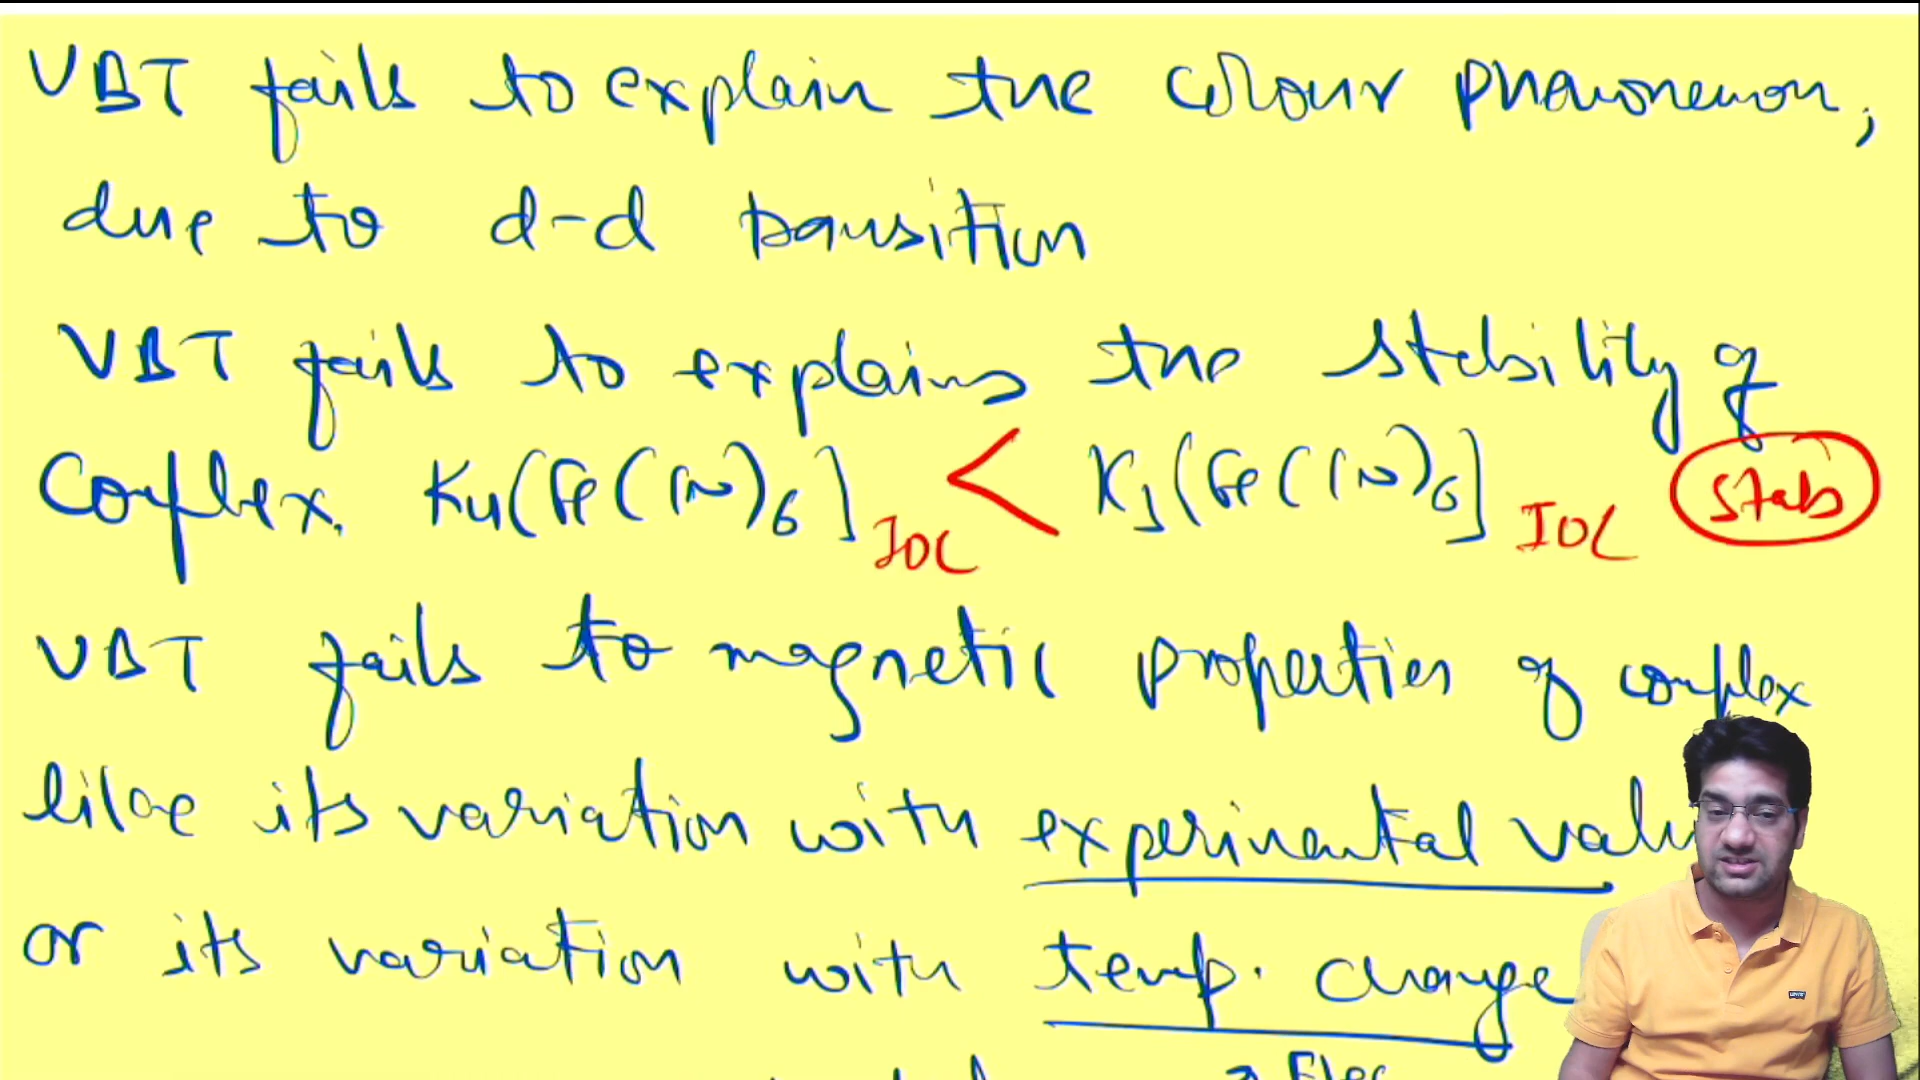 VBT fails to explain the colour phenomenon,
due to d-d transition
VBT fails to explains the stability of
Complex. K4[Fe(CN)6] IOC < K3[Fe(CN)6] IOC stab
VBT fails to magnetic properties of complex
like its variation with experimental valu
or its variation with temp. change